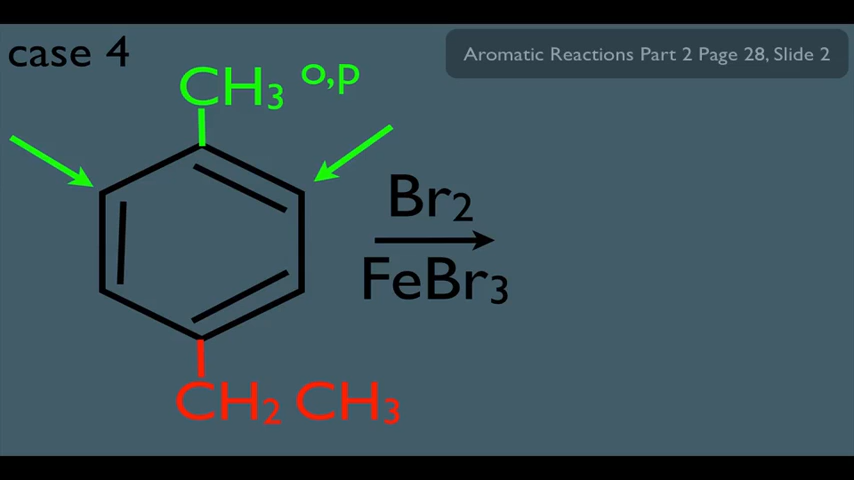 case 4
Aromatic Reactions Part 2 Page 28, Slide 2
CH3 o,p
Br2
FeBr3
CH2 CH3